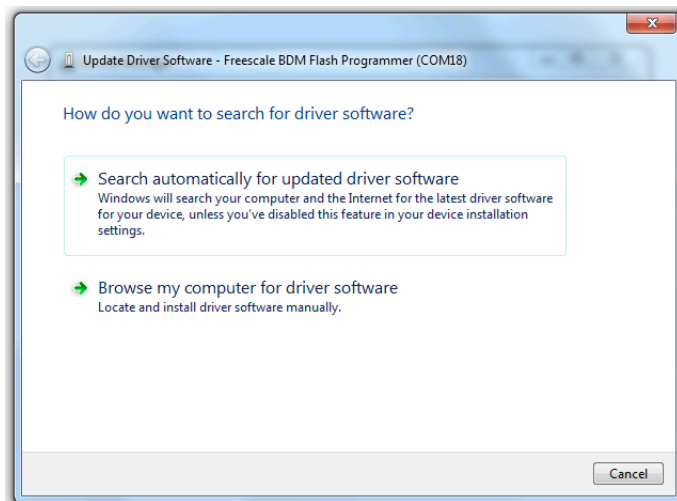 Update Driver Software - Freescale BDM Flash Programmer (COM18)
How do you want to search for driver software?
Search automatically for updated driver software
Windows will search your computer and the Internet for the latest driver software
for your device, unless you've disabled this feature in your device installation
settings.
Browse my computer for driver software
Locate and install driver software manually.
Cancel